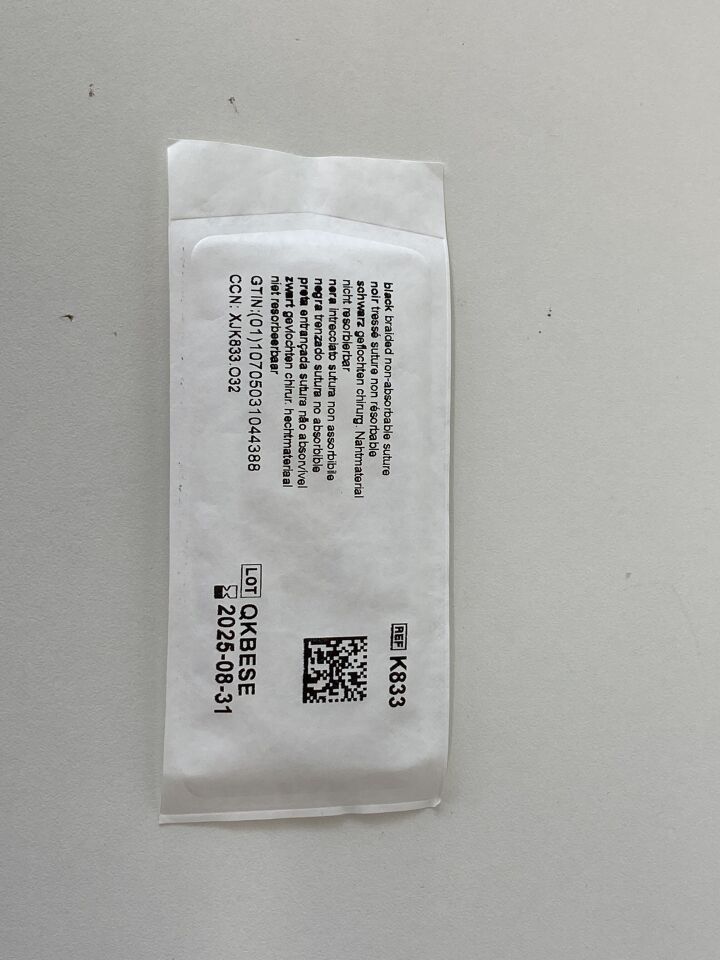 black braided non-absorbable suture
noir tressé suture non résorbable
schwarz geflochten chirurg. Nahtmaterial
nicht resorbierbar
nera intrecciato sutura non assorbibile
negra trenzado sutura no absorbible
preta entrançada sutura não absorvível
zwart gevlochten chirur. hechtmateriaal
niet resorbeerbaar
GTIN:(01)10705031044388
CCN: XJK833.O32
REF K833
LOT QKBESE
2025-08-31